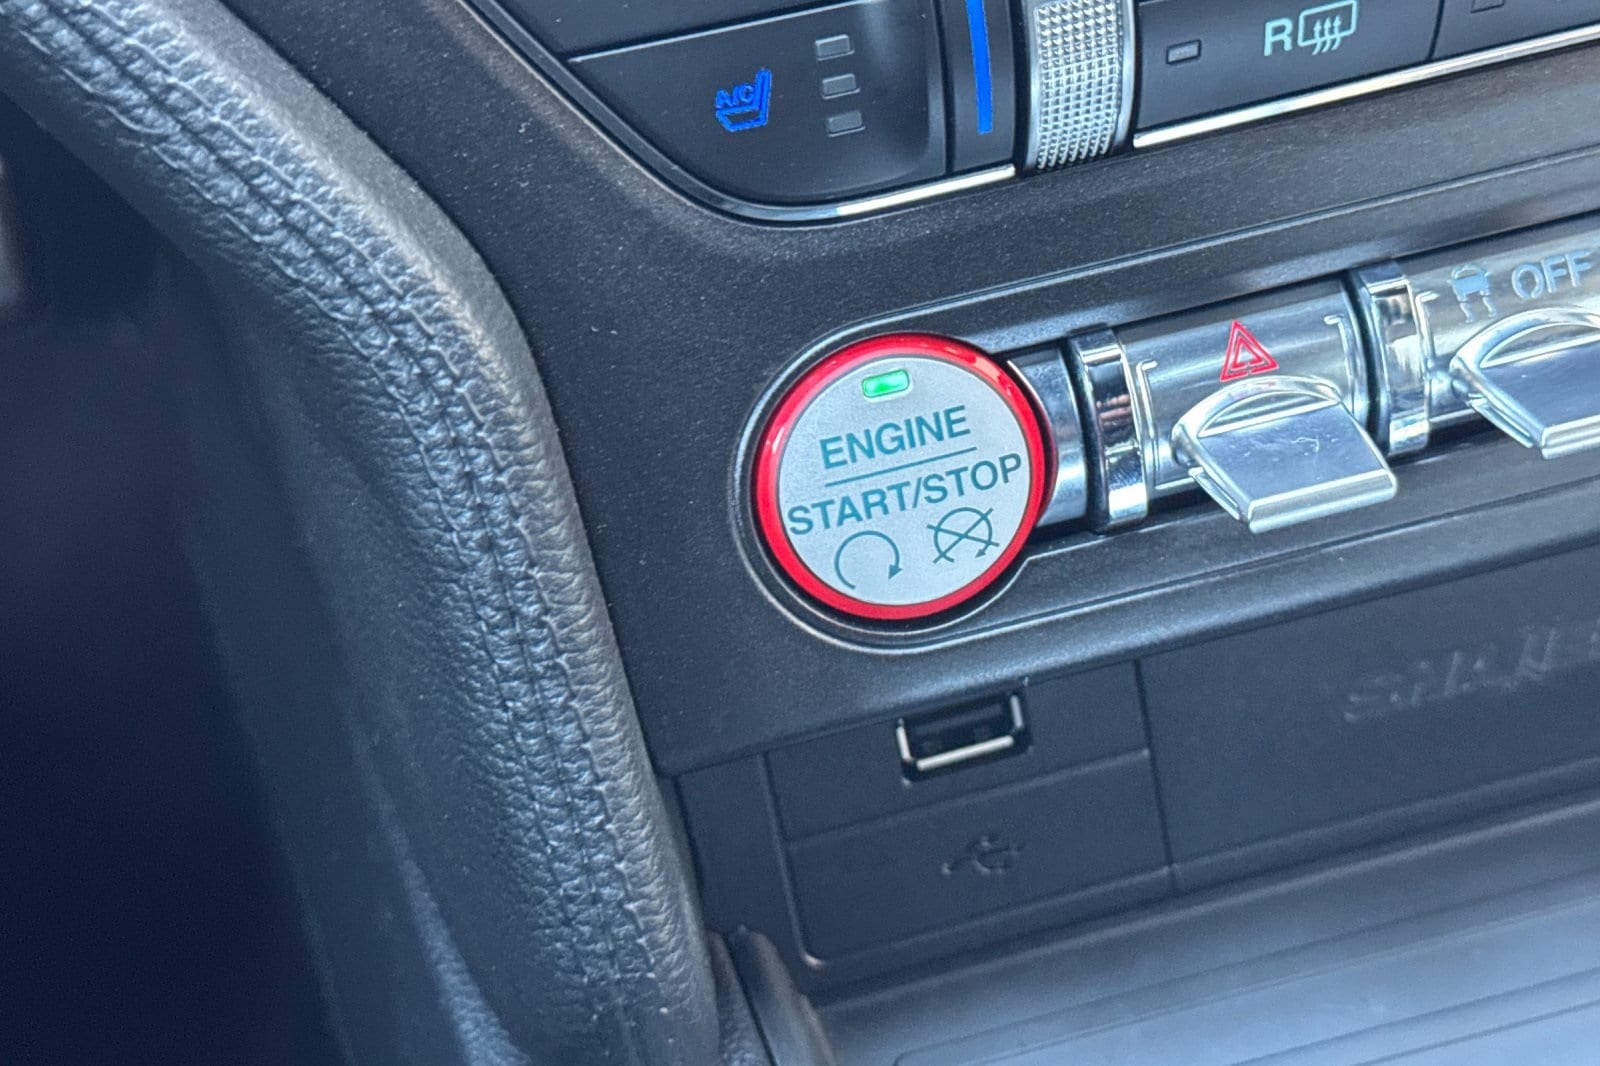 A/C
R
OFF
ENGINE
START/STOP